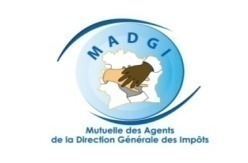 MADGI
Mutuelle des Agents
de la Direction Générale des Impôts